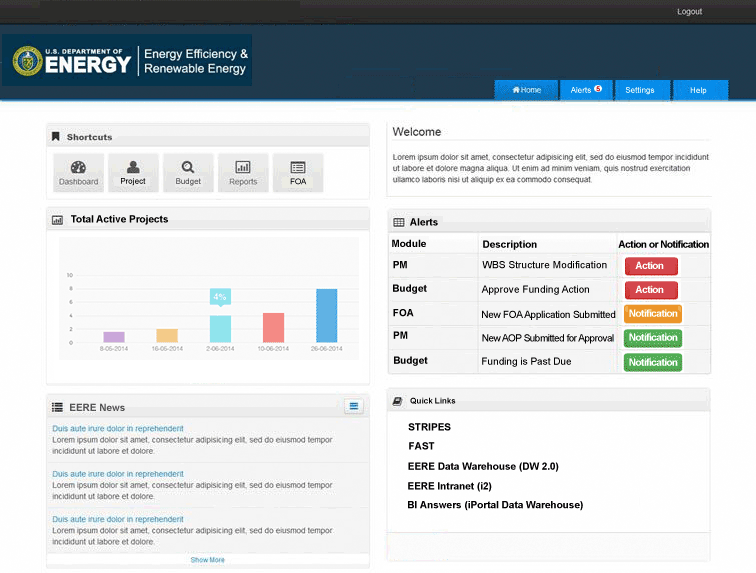 Logout
U.S. DEPARTMENT OF
ENERGY
Energy Efficiency &
Renewable Energy
Home
Alerts 5
Settings
Help
Shortcuts
Dashboard
Project
Budget
Reports
FOA
Total Active Projects
10
8
6
4
2
0
4%
8-05-2014
16-05-2014
2-06-2014
10-06-2014
26-06-2014
EERE News
Duis aute irure dolor in reprehenderit
Lorem ipsum dolor sit amet, consectetur adipisicing elit, sed do eiusmod tempor
incididunt ut labore et dolore.
Duis aute irure dolor in reprehenderit
Lorem ipsum dolor sit amet, consectetur adipisicing elit, sed do eiusmod tempor
incididunt ut labore et dolore.
Duis aute irure dolor in reprehenderit
Lorem ipsum dolor sit amet, consectetur adipisicing elit, sed do eiusmod tempor
incididunt ut labore et dolore.
Show More
Welcome
Lorem ipsum dolor sit amet, consectetur adipisicing elit, sed do eiusmod tempor incididunt
ut labore et dolore magna aliqua. Ut enim ad minim veniam, quis nostrud exercitation
ullamco laboris nisi ut aliquip ex ea commodo consequat.
Alerts
Module Description Action or Notification
PM WBS Structure Modification Action
Budget Approve Funding Action Action
FOA New FOA Application Submitted Notification
PM New AOP Submitted for Approval Notification
Budget Funding is Past Due Notification
Quick Links
STRIPES
FAST
EERE Data Warehouse (DW 2.0)
EERE Intranet (i2)
BI Answers (iPortal Data Warehouse)